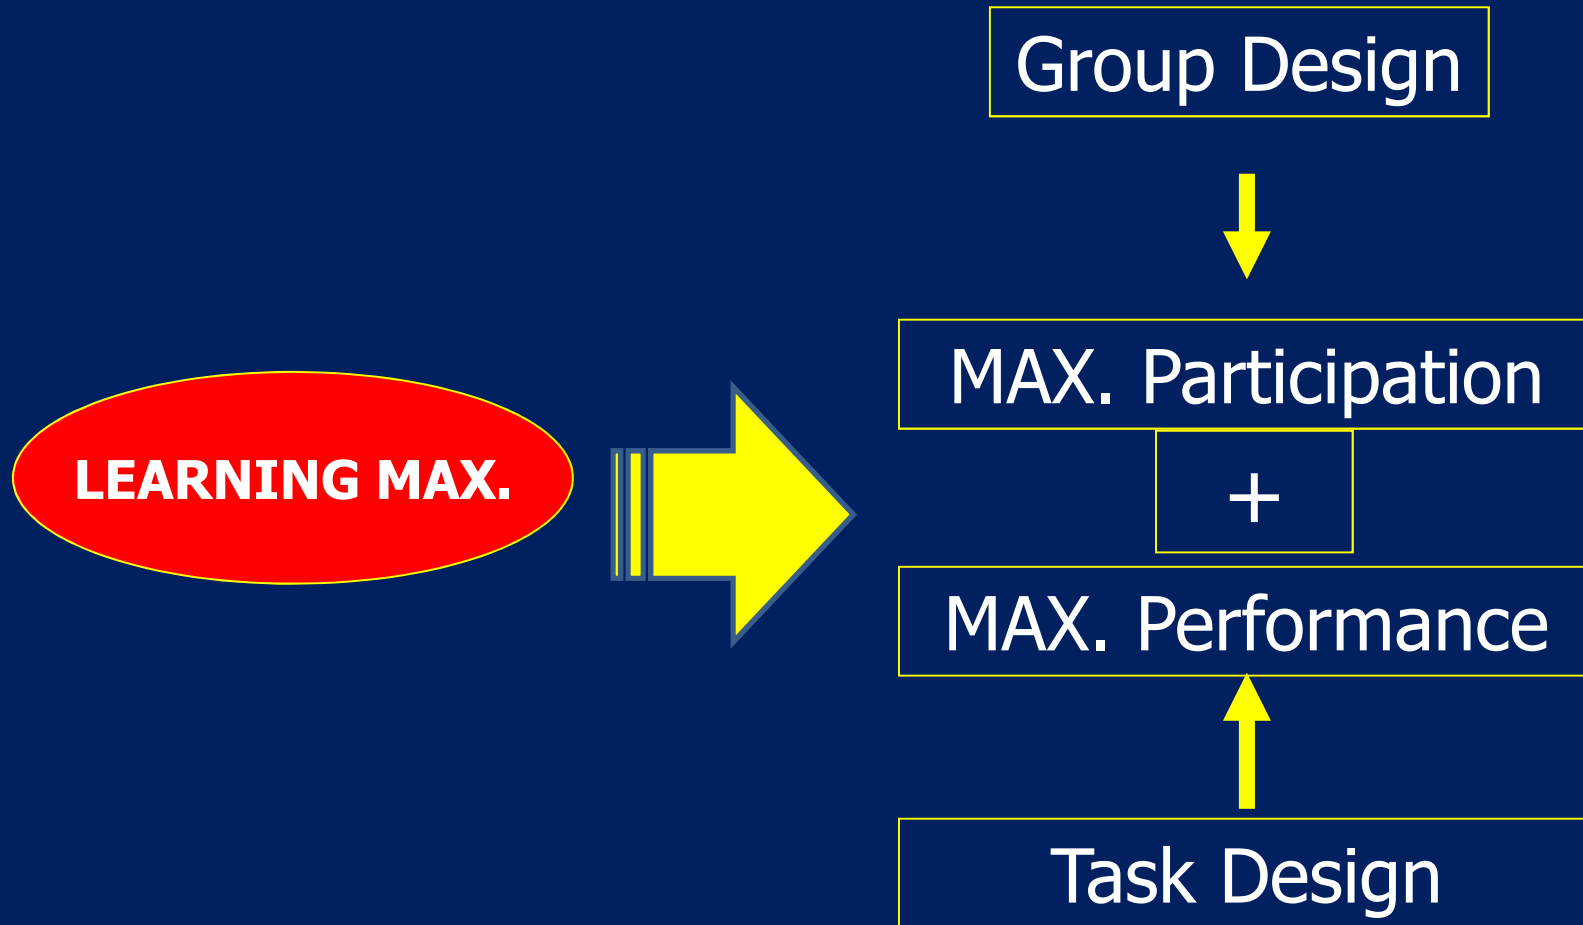 Group Design
MAX. Participation
LEARNING MAX.
+
MAX. Performance
Task Design